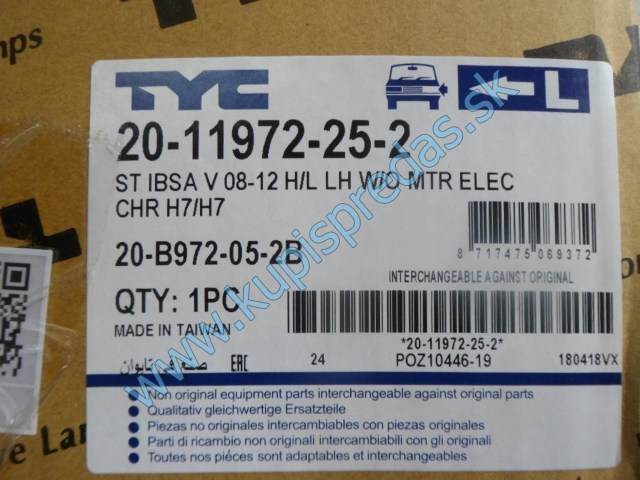 mps
TYC
L
20-11972-25-2
ST IBSA V 08-12 H/L LH W/O MTR ELEC
CHR H7/H7
20-B972-05-2B
8 717475 069372
INTERCHANGEABLE AGAINST ORIGINAL
QTY: 1PC
MADE IN TAIWAN
*20-11972-25-2*
صنع في تايوان
EAC
24
POZ10446-19
180418VX
Non original equipment parts interchangeable against original parts
Qualitativ gleichwertige Ersatzteile
Piezas no originales intercambiables con piezas originales
Parti di ricambio non originali intercambibili con gli originali
Toutes nos piéces sont adaptables et interchangeables
www.kupispredas.sk